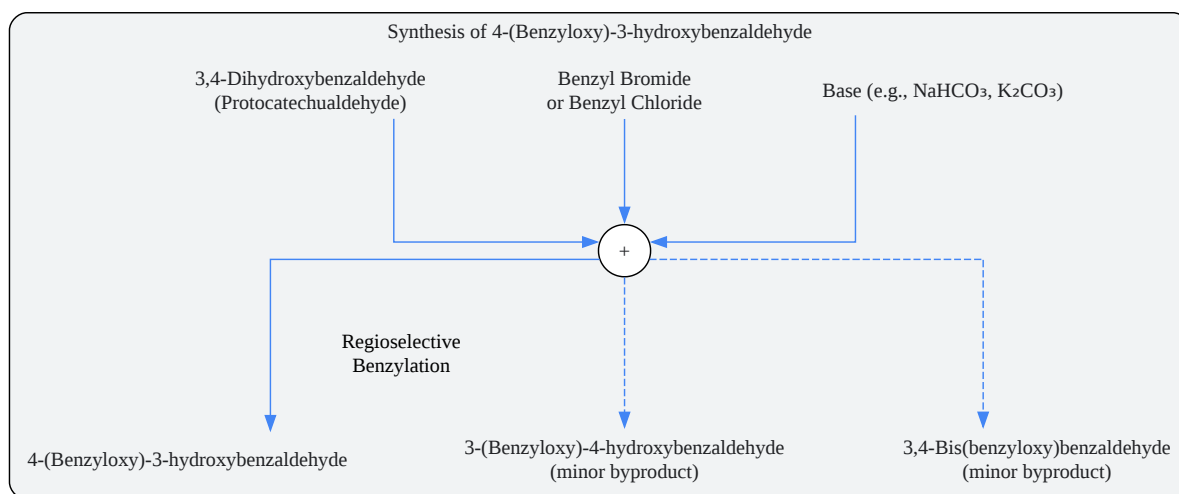 Synthesis of 4-(Benzyloxy)-3-hydroxybenzaldehyde
3,4-Dihydroxybenzaldehyde
(Protocatechualdehyde)
Benzyl Bromide
or Benzyl Chloride
Base (e.g., NaHCO₃, K₂CO₃)
+
Regioselective
Benzylation
4-(Benzyloxy)-3-hydroxybenzaldehyde
3-(Benzyloxy)-4-hydroxybenzaldehyde
(minor byproduct)
3,4-Bis(benzyloxy)benzaldehyde
(minor byproduct)